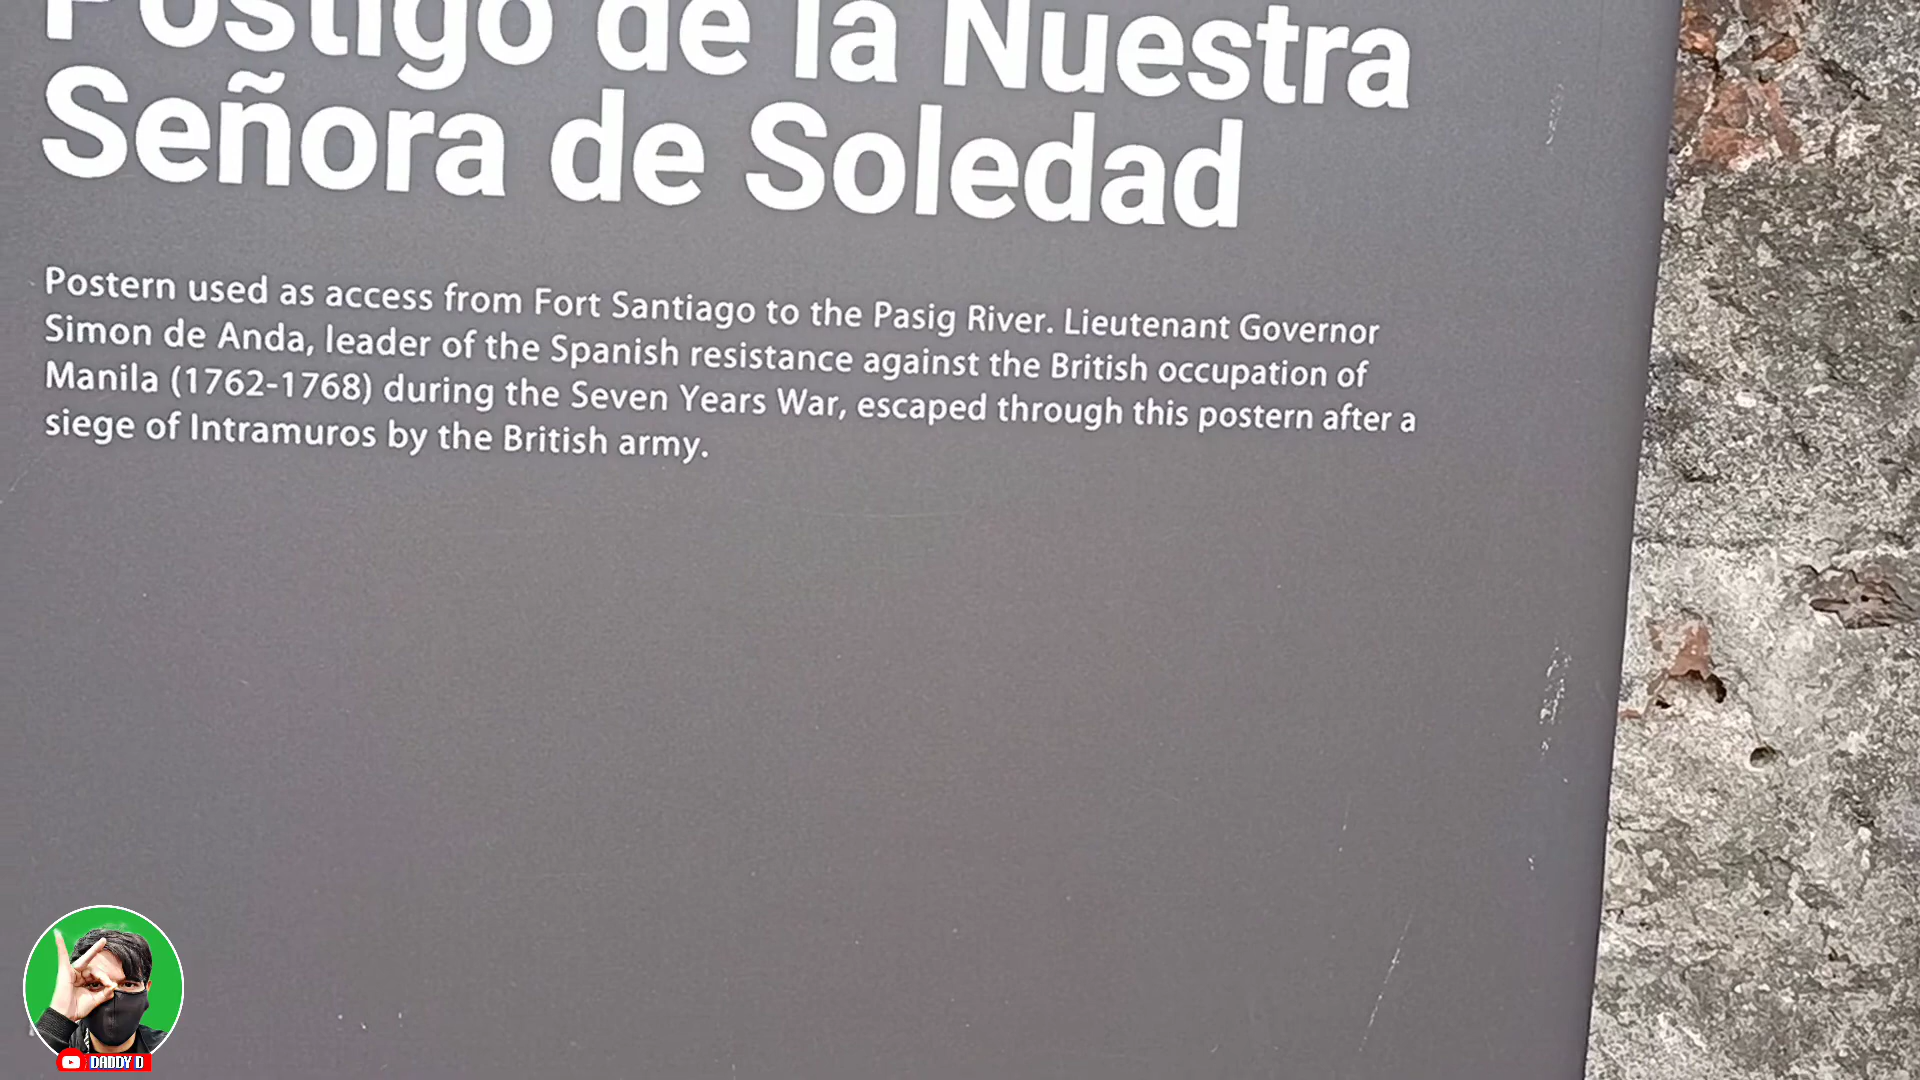 Postigo de la Nuestra
Señora de Soledad
Postern used as access from Fort Santiago to the Pasig River. Lieutenant Governor
Simon de Anda, leader of the Spanish resistance against the British occupation of
Manila (1762-1768) during the Seven Years War, escaped through this postern after a
siege of Intramuros by the British army.
DADDY D